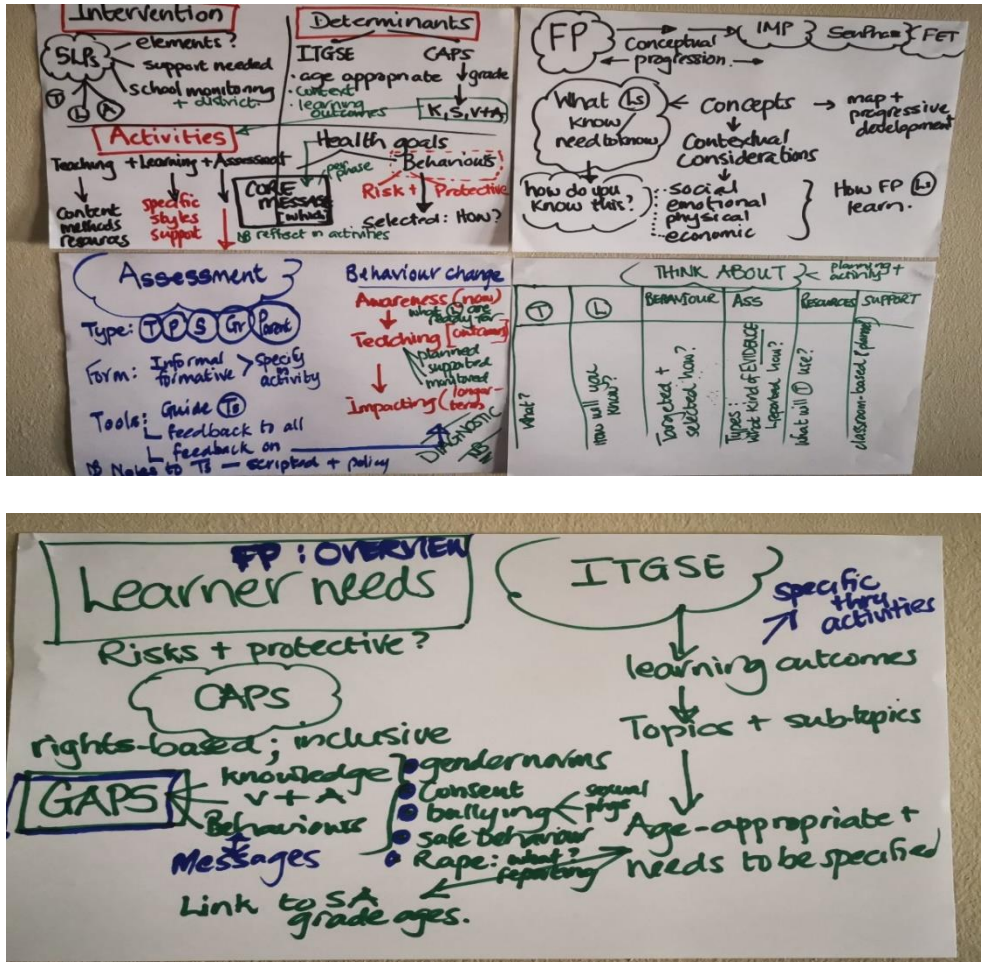 Intervention
SLPs
elements?
support needed
school monitoring
+ district
T
L
A
Activities
Teaching + Learning + Assessment
content
methods
resources
specific
styles
support
Determinants
ITGSE
CAPS
• age appropriate
• context
• learning outcomes
grade
K, S, V+A
Health goals
per phase
Behaviours
Risk + Protective
CORE
MESSAGE
(which)
Selected: How?
NB reflect in activities
FP
conceptual
progression
IMP
SenPhase
FET
What Ls
know
need to know
how do you
know this?
Concepts
map +
progressive
development
Contextual
Considerations
social
emotional
physical
economic
How FP Ls
learn.
Assessment
Type: T P S Gr Parent
Form: Informal
formative
specify
in
activity
Tools: Guide Ts
feedback to all
feedback on
NB Notes to Ts — scripted + policy
Behaviour change
Awareness (now)
what L are
ready for
Teaching [outcomes]
planned
supported
monitored
Impacting (longer-
term)
DIAGNOSTIC
THINK ABOUT
planning +
activity
T
L
BEHAVIOUR
ASS
RESOURCES
SUPPORT
What?
How will you
know?
Targeted +
selected how?
Types:
What kind of EVIDENCE
reported how?
What will T use?
classroom-based (planned)
FP : OVERVIEW
Learner needs
Risks + protective?
CAPS
rights-based; inclusive
GAPS
Knowledge
V + A
Behaviours
Messages
• gender norms
• Consent
• bullying
sexual
phys
• safe behaviour
• Rape: what?
reporting
Link to SA
grade ages.
ITGSE
specific
thru
activities
learning outcomes
Topics + sub-topics
Age-appropriate +
needs to be specified